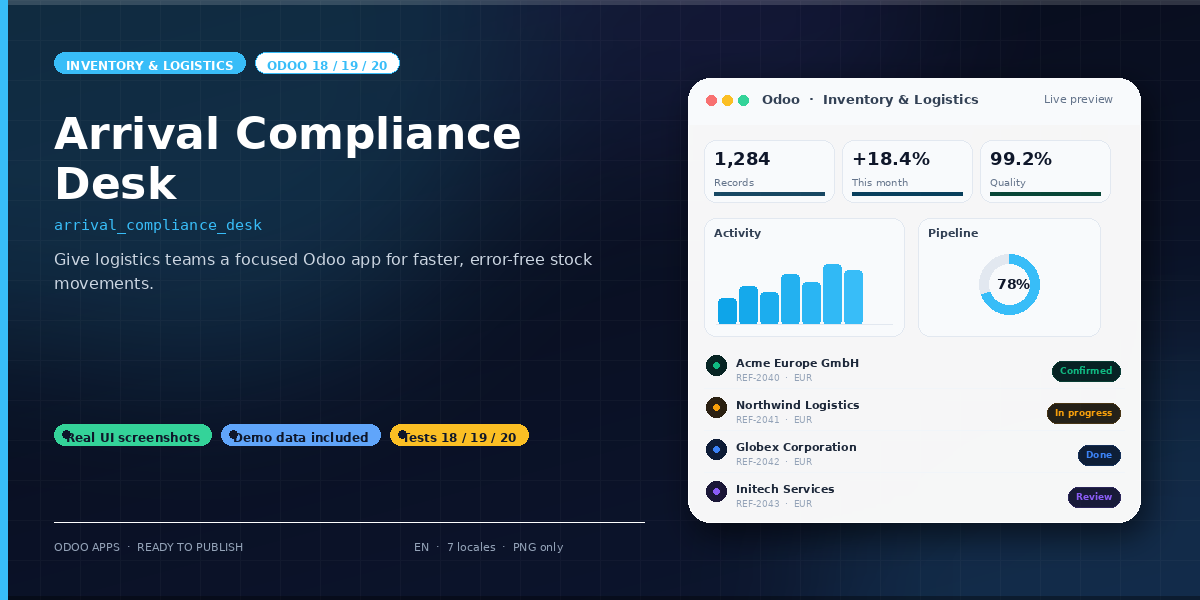 INVENTORY & LOGISTICS
ODOO 18 / 19 / 20
Arrival Compliance
Desk
arrival_compliance_desk
Give logistics teams a focused Odoo app for faster, error-free stock
movements.
Real UI screenshots
Demo data included
Tests 18 / 19 / 20
ODOO APPS · READY TO PUBLISH
EN · 7 locales · PNG only
Odoo · Inventory & Logistics
Live preview
1,284
Records
+18.4%
This month
99.2%
Quality
Activity
Pipeline
78%
Acme Europe GmbH
REF-2040 · EUR
Confirmed
Northwind Logistics
REF-2041 · EUR
In progress
Globex Corporation
REF-2042 · EUR
Done
Initech Services
REF-2043 · EUR
Review